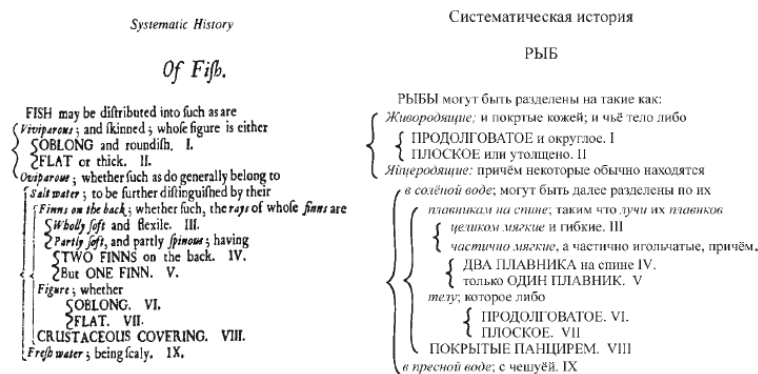 Systematic History
Of Fiſh.
FISH may be diſtributed into ſuch as are
Viviparous; and ſkinned; whoſe figure is either
OBLONG and roundiſh. I.
FLAT or thick. II.
Oviparous; whether ſuch as do generally belong to
Salt water; to be further diſtinguiſhed by their
Finns on the back; whether ſuch, the rays of whoſe finns are
Wholly ſoft and flexile. III.
Partly ſoft, and partly ſpinous; having
TWO FINNS on the back. IV.
But ONE FINN. V.
Figure; whether
OBLONG. VI.
FLAT. VII.
CRUSTACEOUS COVERING. VIII.
Freſh water; being ſcaly. IX.
Систематическая история
РЫБ
РЫБЫ могут быть разделены на такие как:
Живородящие; и покртые кожей; и чьё тело либо
ПРОДОЛГОВАТОЕ и округлое. I
ПЛОСКОЕ или утолщено. II
Яйцеродящие: причём некоторые обычно находятся
в солёной воде; могут быть далее разделены по их
плавникам на спине; таким что лучи их плавнков
целиком мягкие и гибкие. III
частично мягкие, а частично игольчатые, причём,
ДВА ПЛАВНИКА на спине IV.
только ОДИН ПЛАВНИК. V
телу; которое либо
ПРОДОЛГОВАТОЕ. VI.
ПЛОСКОЕ. VII
ПОКРЫТЫЕ ПАНЦИРЕМ. VIII
в пресной воде; с чешуёй. IX